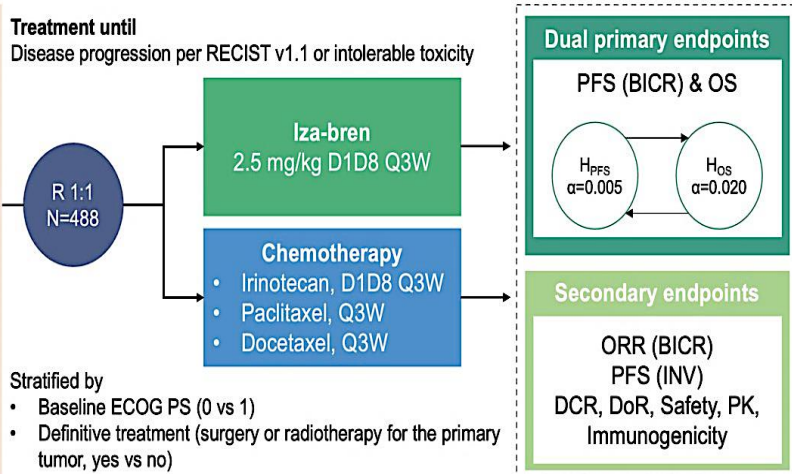 Treatment until
Disease progression per RECIST v1.1 or intolerable toxicity
R 1:1
N=488
Iza-bren
2.5 mg/kg D1D8 Q3W
Chemotherapy
• Irinotecan, D1D8 Q3W
• Paclitaxel, Q3W
• Docetaxel, Q3W
Stratified by
• Baseline ECOG PS (0 vs 1)
• Definitive treatment (surgery or radiotherapy for the primary
tumor, yes vs no)
Dual primary endpoints
PFS (BICR) & OS
HPFS
α=0.005
HOS
α=0.020
Secondary endpoints
ORR (BICR)
PFS (INV)
DCR, DoR, Safety, PK,
Immunogenicity